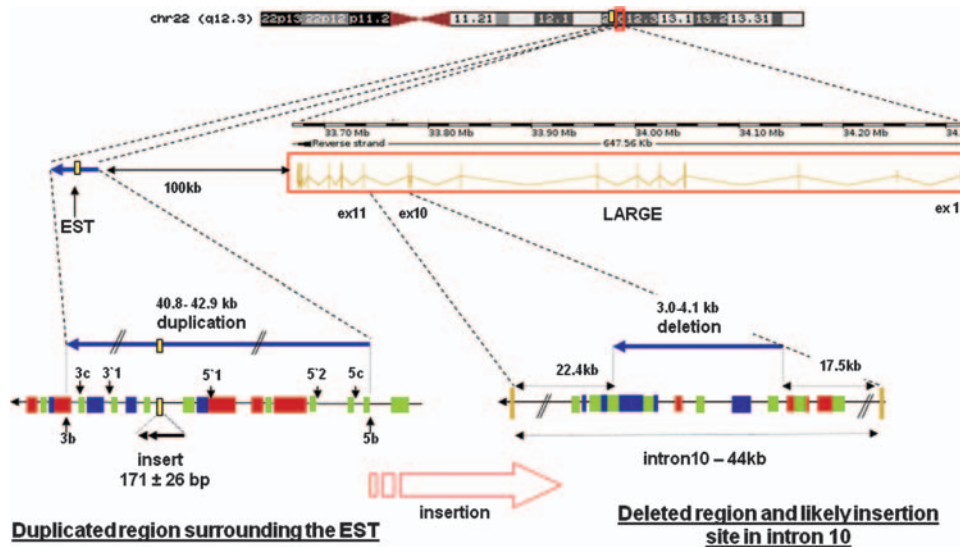 chr22 (q12.3) 22p13 22p12 p11.2 11.21 12.1 12.3 13.1 13.2 13.31
33.70 Mb 33.80 Mb 33.90 Mb 34.00 Mb 34.10 Mb 34.20 Mb
Reverse strand 647.56 Kb
100kb
EST
ex11 ex10 LARGE ex 1
40.8- 42.9 kb
duplication
3.0-4.1 kb
deletion
22.4kb 17.5kb
3c 3`1 5`1 5`2 5c
3b 5b
insert
171 ± 26 bp
intron10 – 44kb
insertion
Duplicated region surrounding the EST
Deleted region and likely insertion
site in intron 10